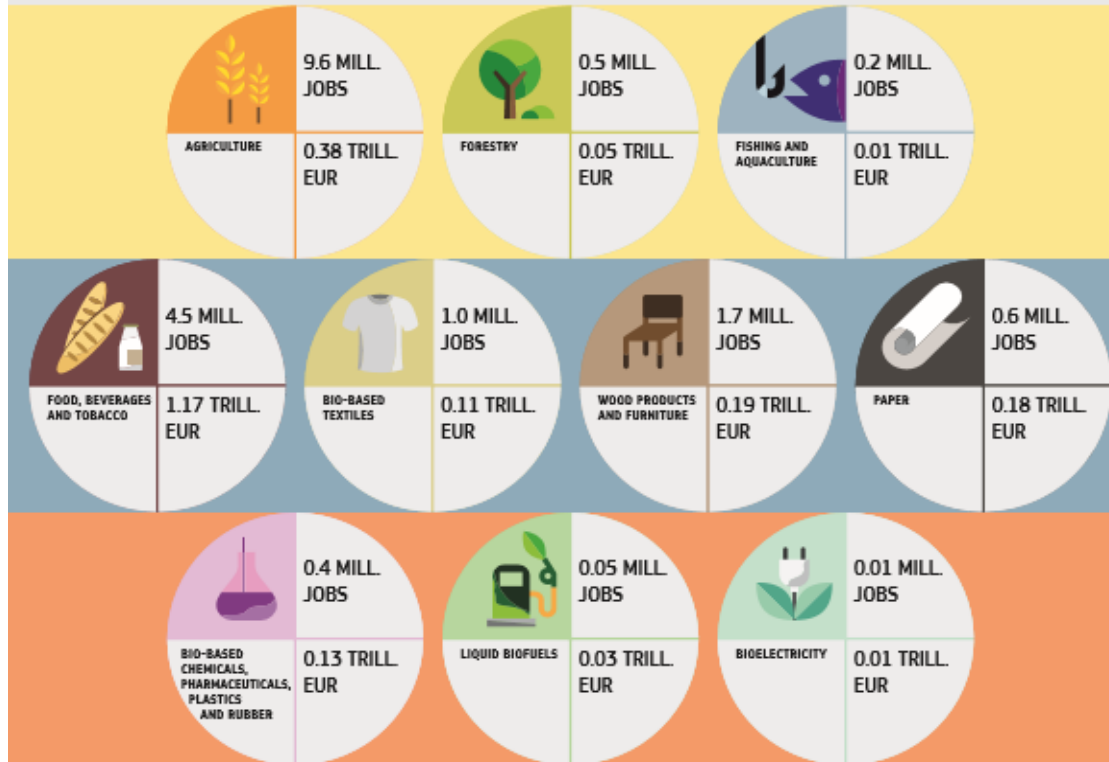 9.6 MILL.
JOBS
AGRICULTURE
0.38 TRILL.
EUR
0.5 MILL.
JOBS
FORESTRY
0.05 TRILL.
EUR
0.2 MILL.
JOBS
FISHING AND
AQUACULTURE
0.01 TRILL.
EUR
4.5 MILL.
JOBS
FOOD, BEVERAGES
AND TOBACCO
1.17 TRILL.
EUR
1.0 MILL.
JOBS
BIO-BASED
TEXTILES
0.11 TRILL.
EUR
1.7 MILL.
JOBS
WOOD PRODUCTS
AND FURNITURE
0.19 TRILL.
EUR
0.6 MILL.
JOBS
PAPER
0.18 TRILL.
EUR
0.4 MILL.
JOBS
BIO-BASED
CHEMICALS,
PHARMACEUTICALS,
PLASTICS
AND RUBBER
0.13 TRILL.
EUR
0.05 MILL.
JOBS
LIQUID BIOFUELS
0.03 TRILL.
EUR
0.01 MILL.
JOBS
BIOELECTRICITY
0.01 TRILL.
EUR